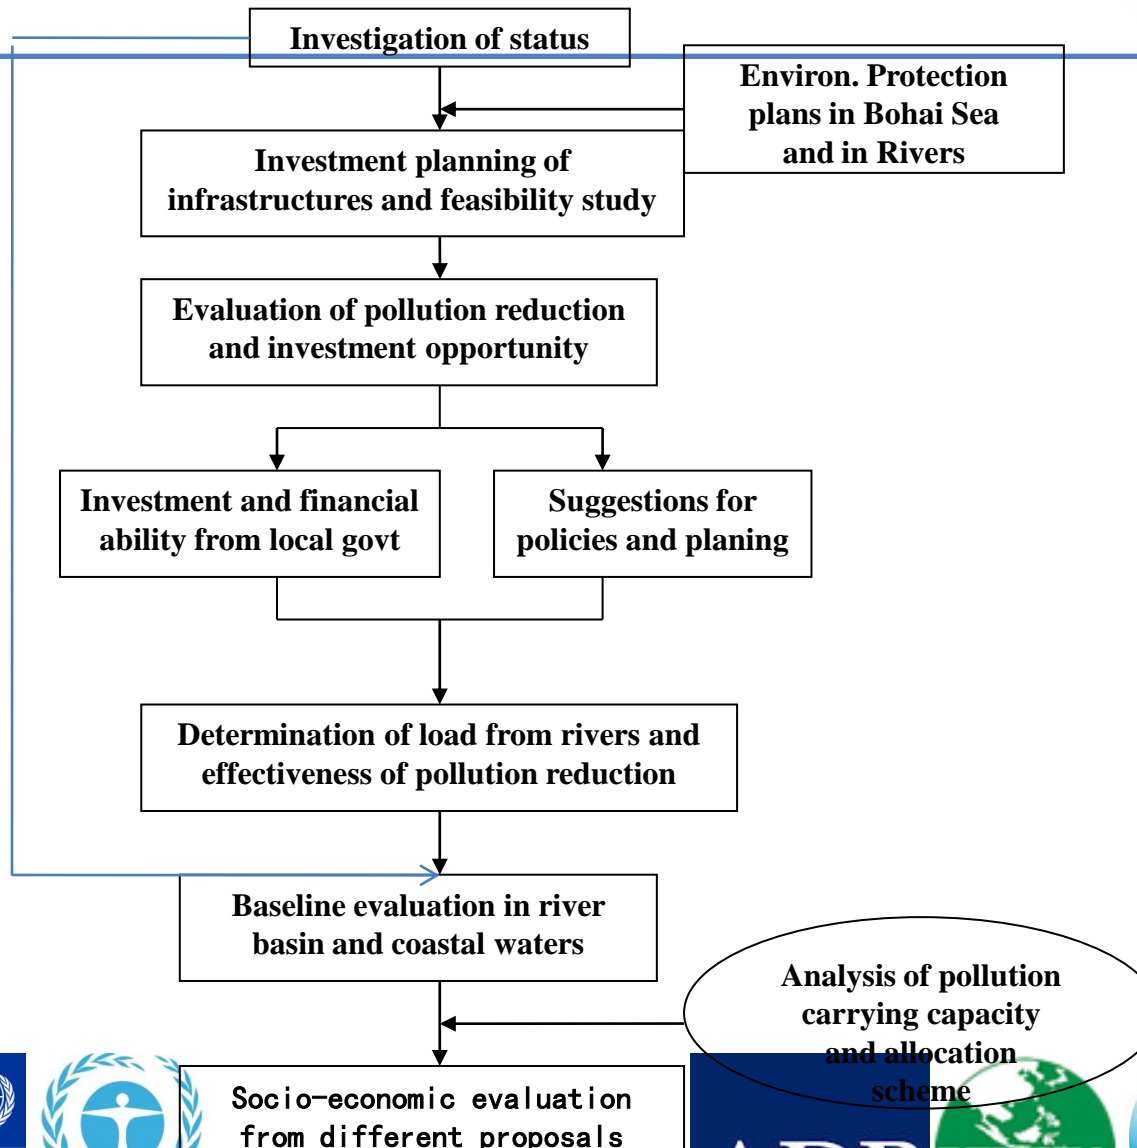 Investigation of status
Environ. Protection
plans in Bohai Sea
and in Rivers
Investment planning of
infrastructures and feasibility study
Evaluation of pollution reduction
and investment opportunity
Investment and financial
ability from local govt
Suggestions for
policies and planing
Determination of load from rivers and
effectiveness of pollution reduction
Baseline evaluation in river
basin and coastal waters
Analysis of pollution
carrying capacity
and allocation
scheme
Socio-economic evaluation
from different proposals
ADB